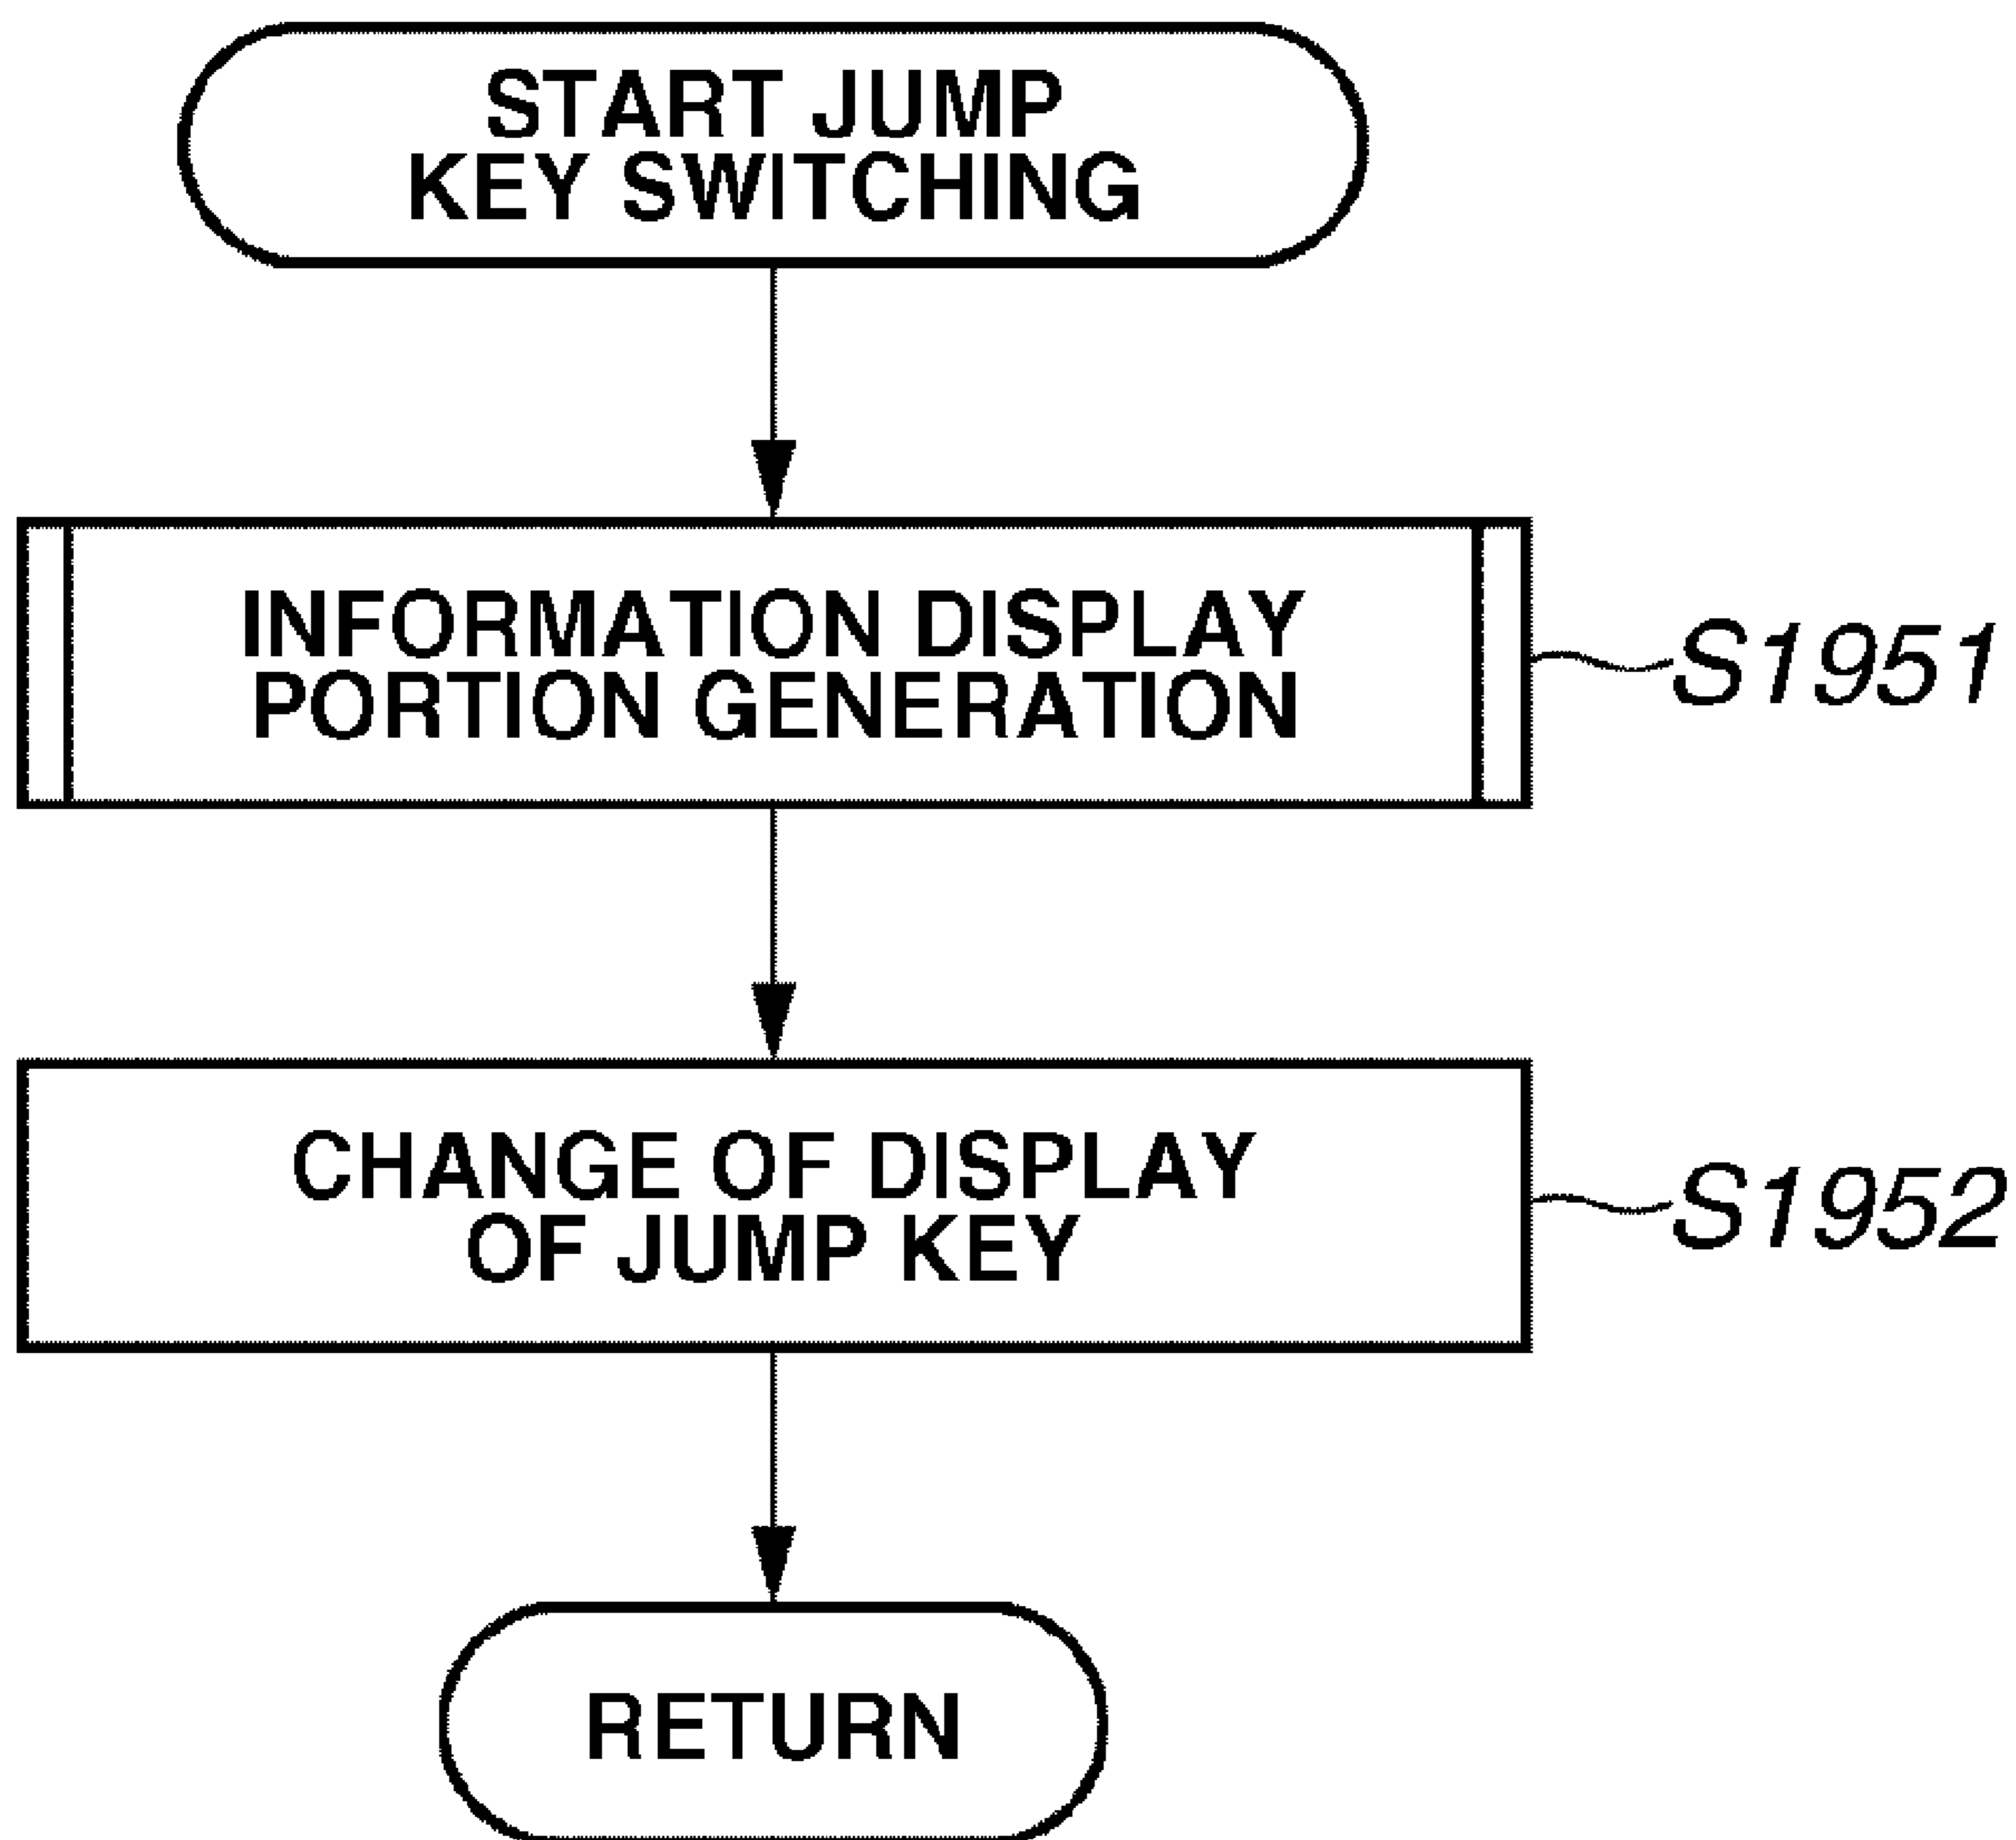 START JUMP
KEY SWITCHING
INFORMATION DISPLAY
PORTION GENERATION
S1951
CHANGE OF DISPLAY
OF JUMP KEY
S1952
RETURN